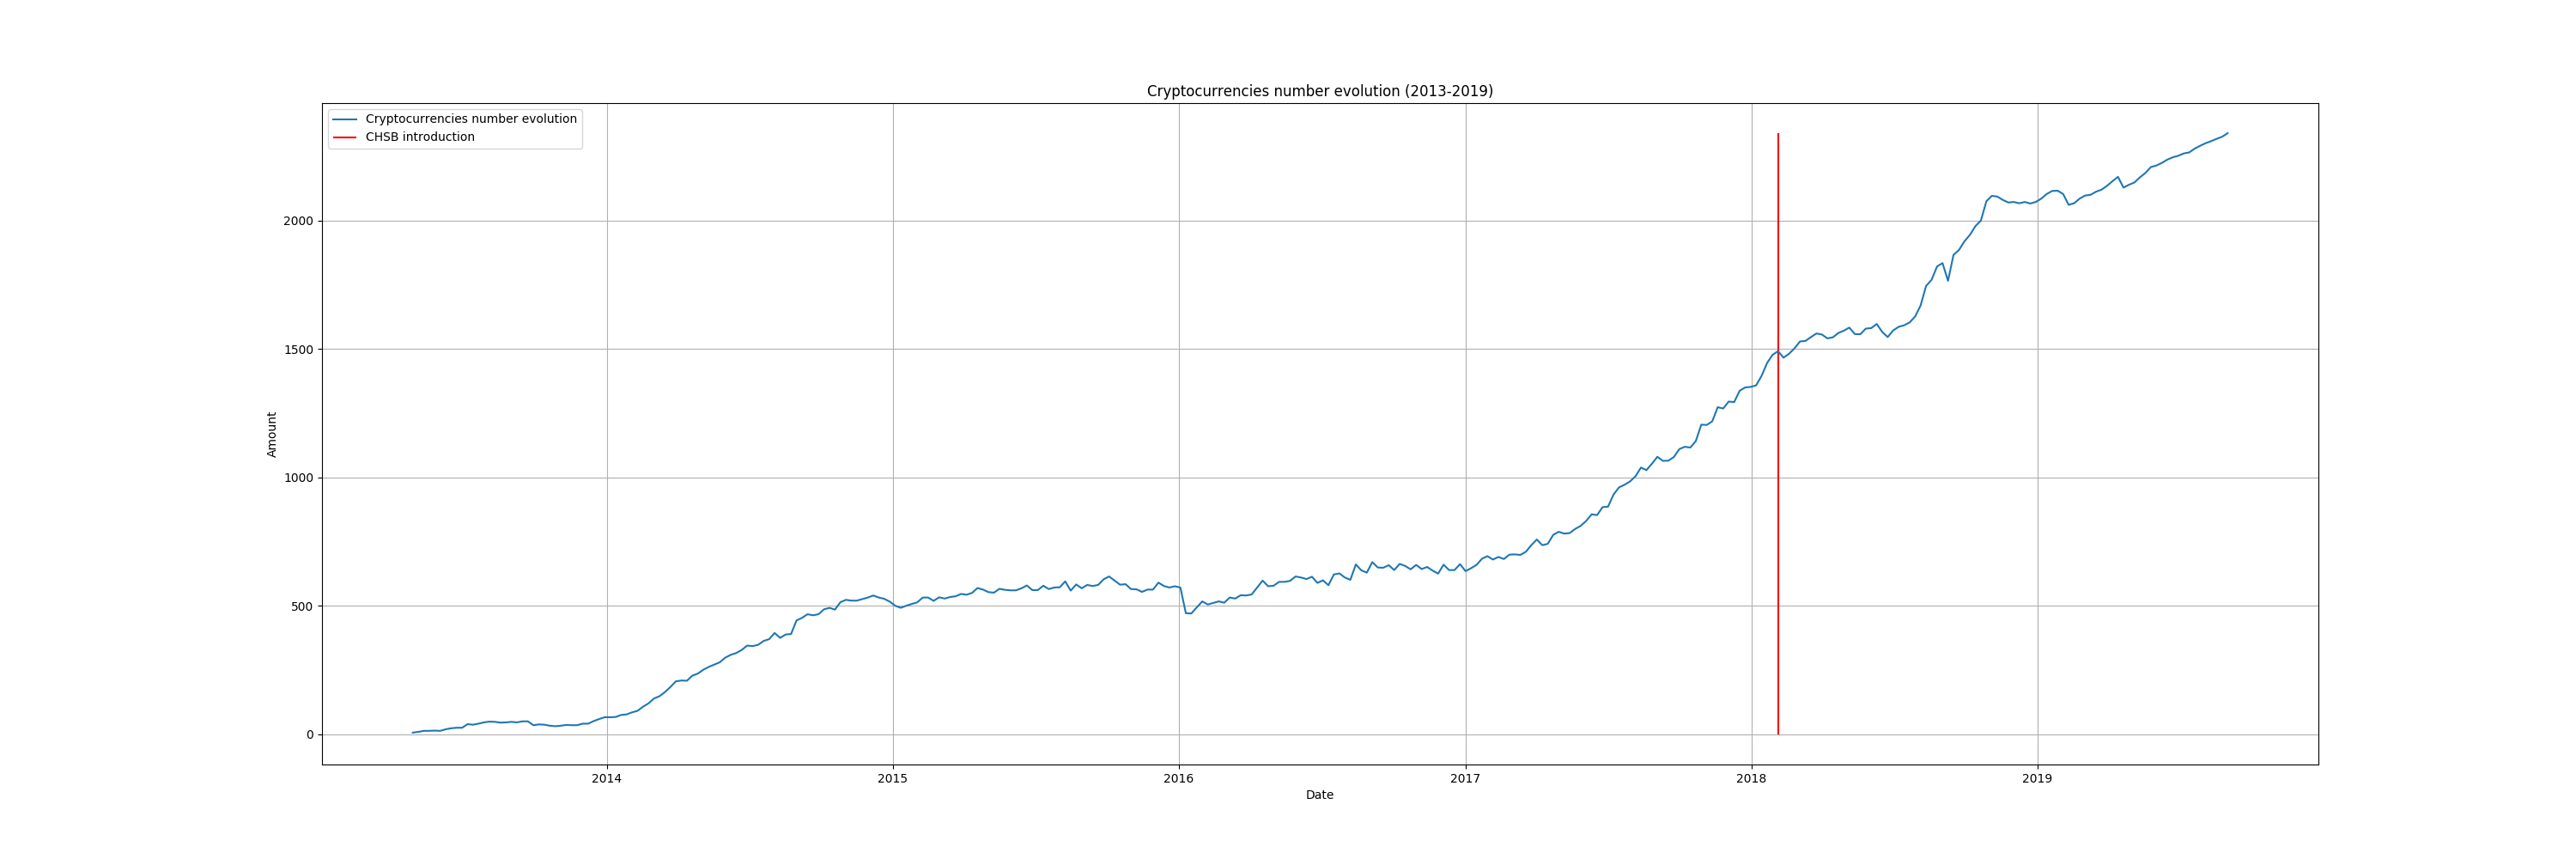 Cryptocurrencies number evolution (2013-2019)
Cryptocurrencies number evolution
CHSB introduction
2000
1500
1000
500
0
Amount
2014 2015 2016 2017 2018 2019
Date